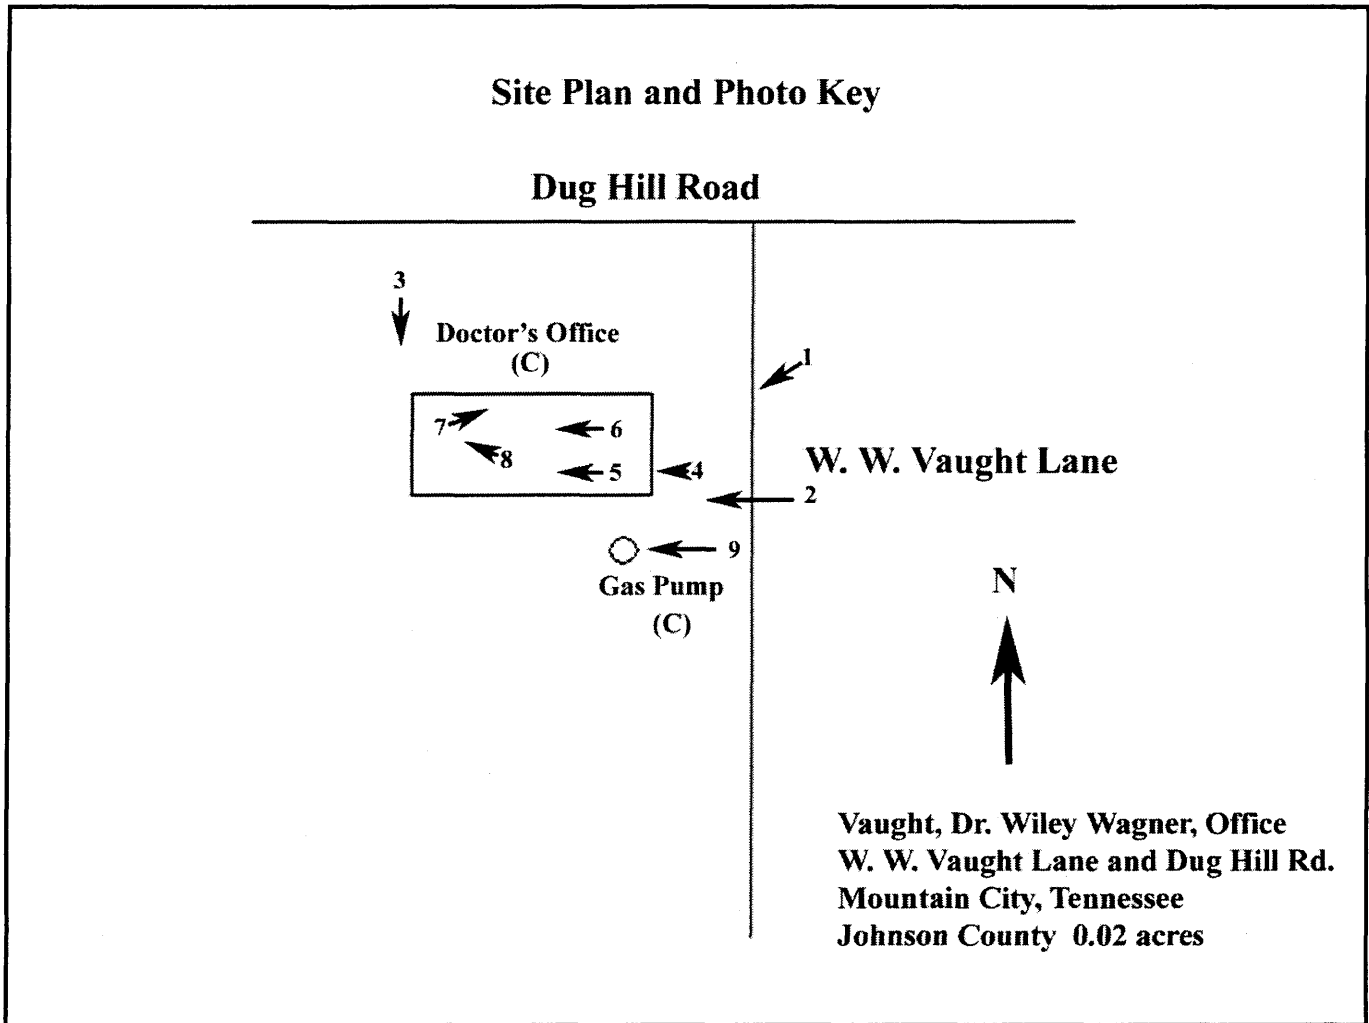 Site Plan and Photo Key
Dug Hill Road
3
Doctor's Office
(C)
1
7
6
8
5
4
W. W. Vaught Lane
2
9
Gas Pump
(C)
N
Vaught, Dr. Wiley Wagner, Office
W. W. Vaught Lane and Dug Hill Rd.
Mountain City, Tennessee
Johnson County 0.02 acres